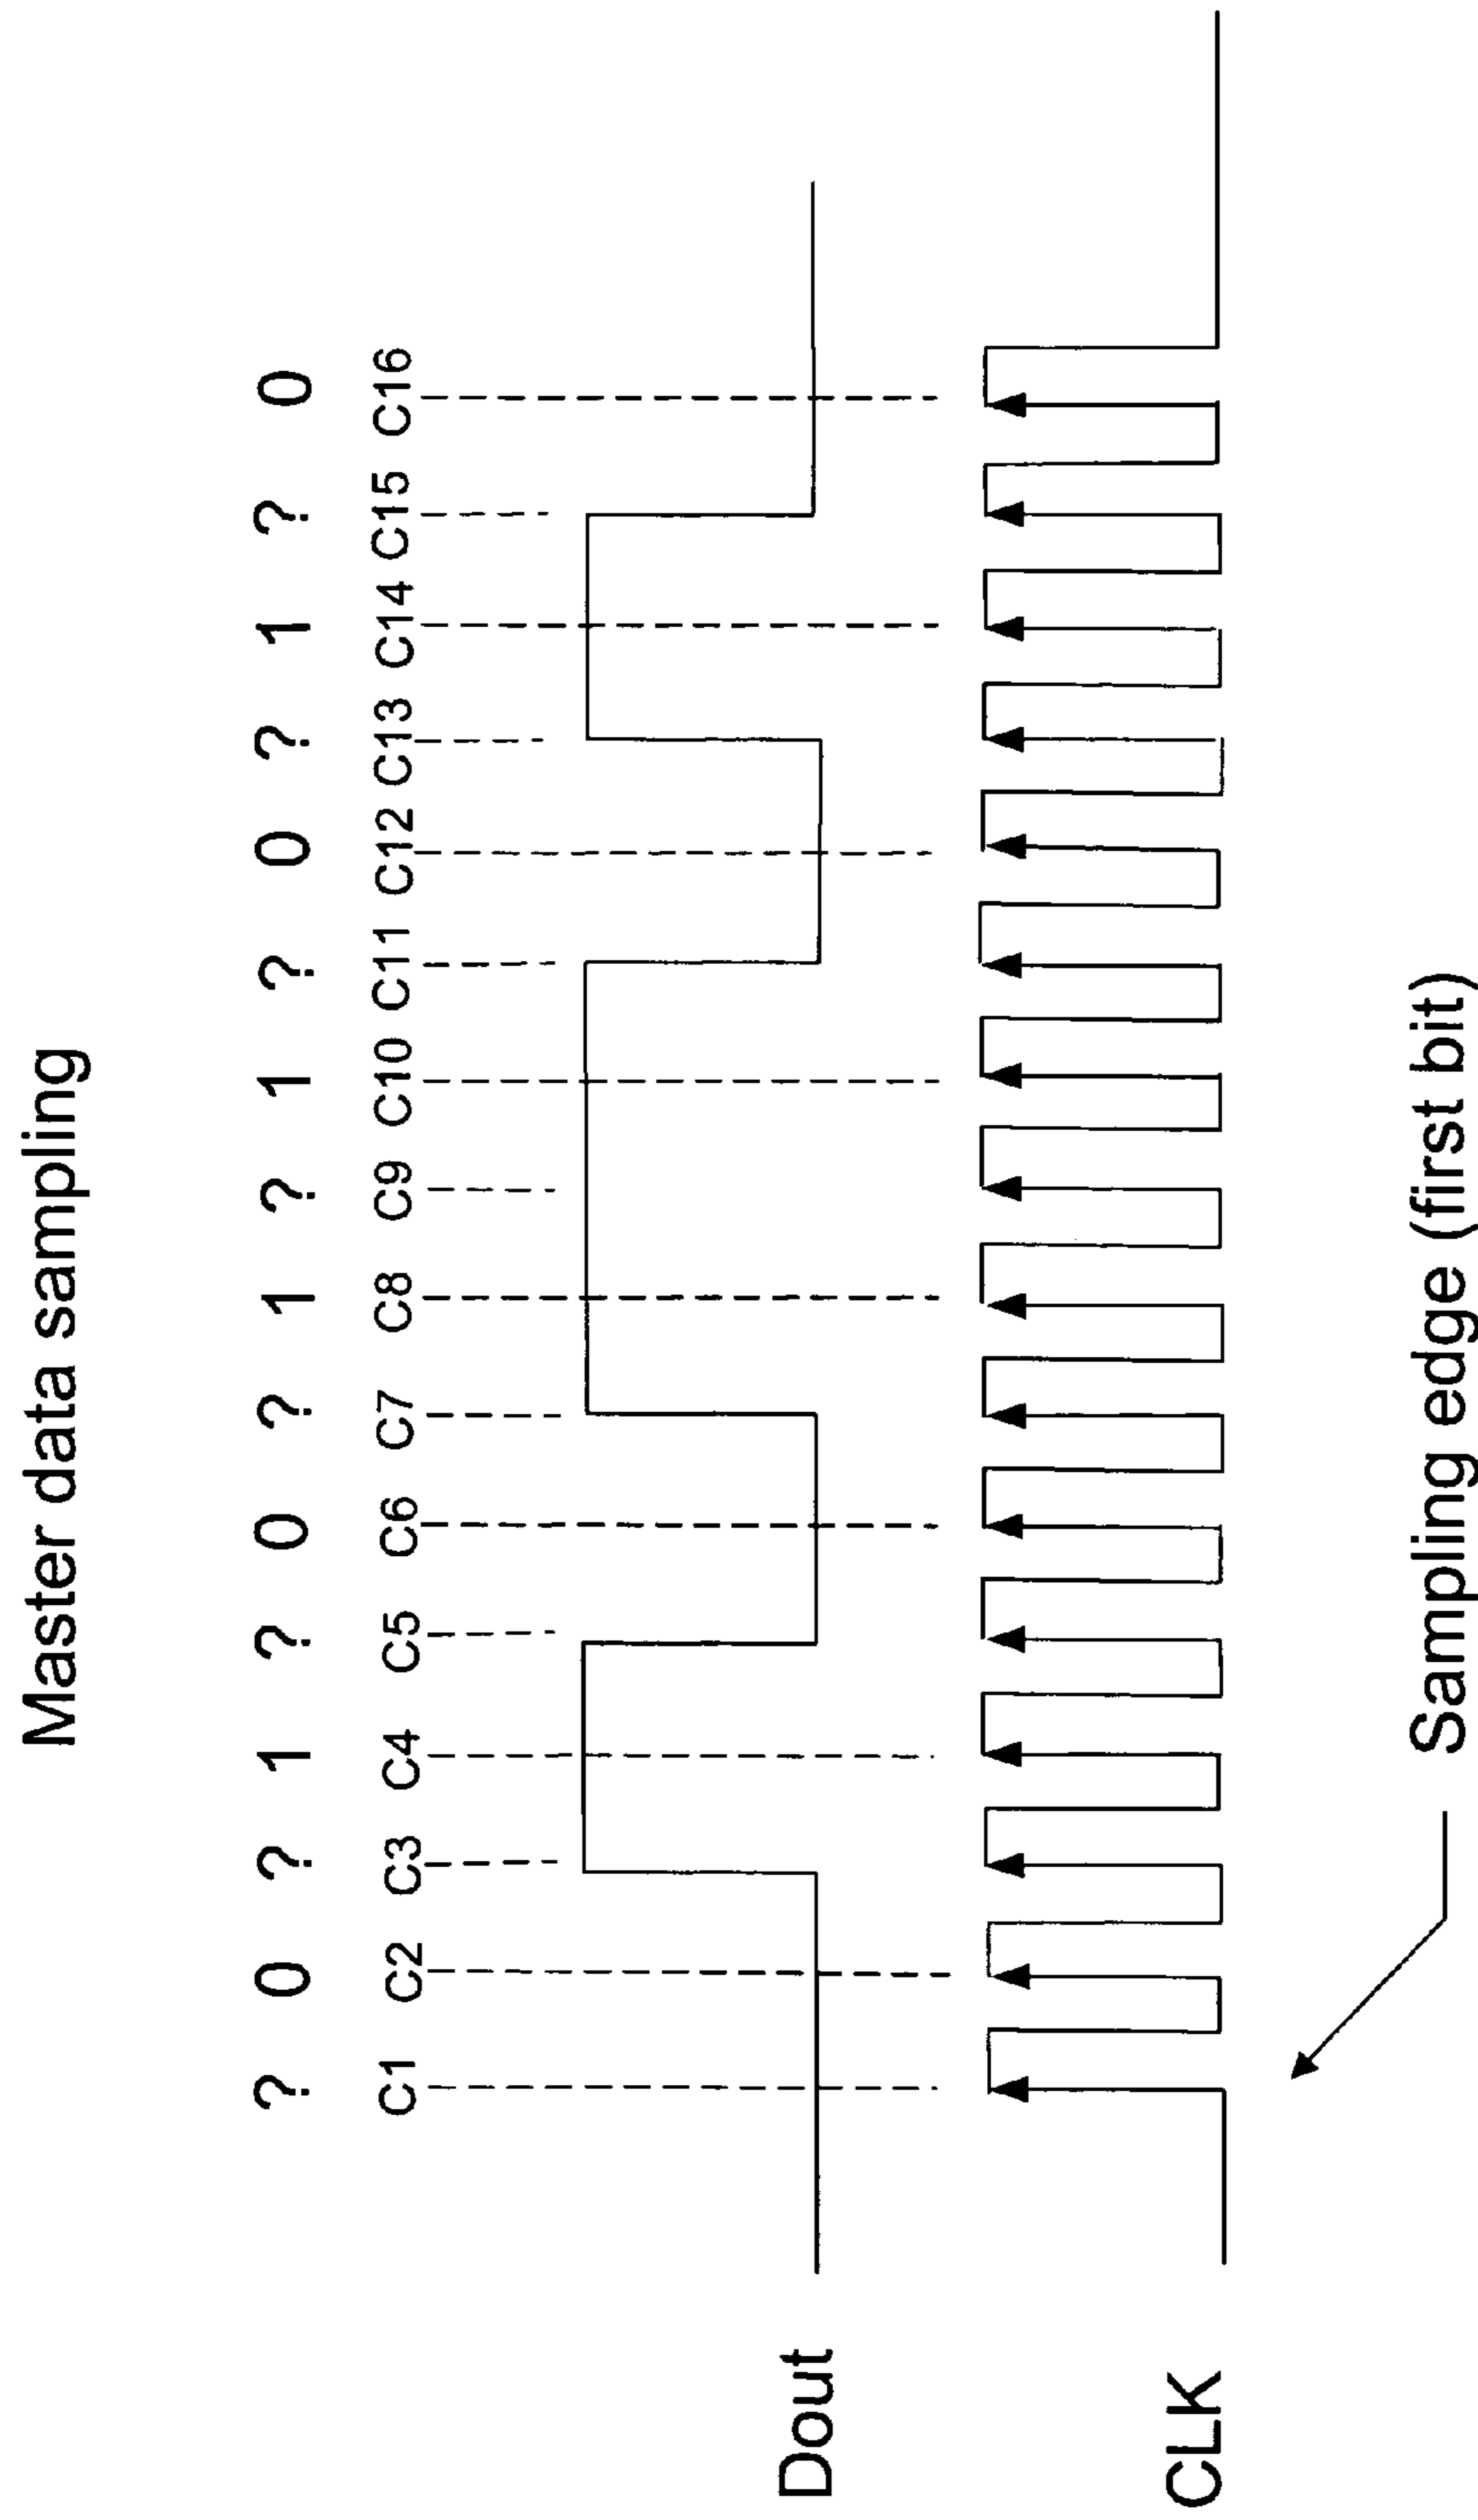 Master data sampling
? 0 ? 1 ? 0 ? 1 ? 1 ? 0 ? 1 ? 0
C1 C2 C3 C4 C5 C6 C7 C8 C9 C10 C11 C12 C13 C14 C15 C16
Dout
CLK
Sampling edge (first bit)